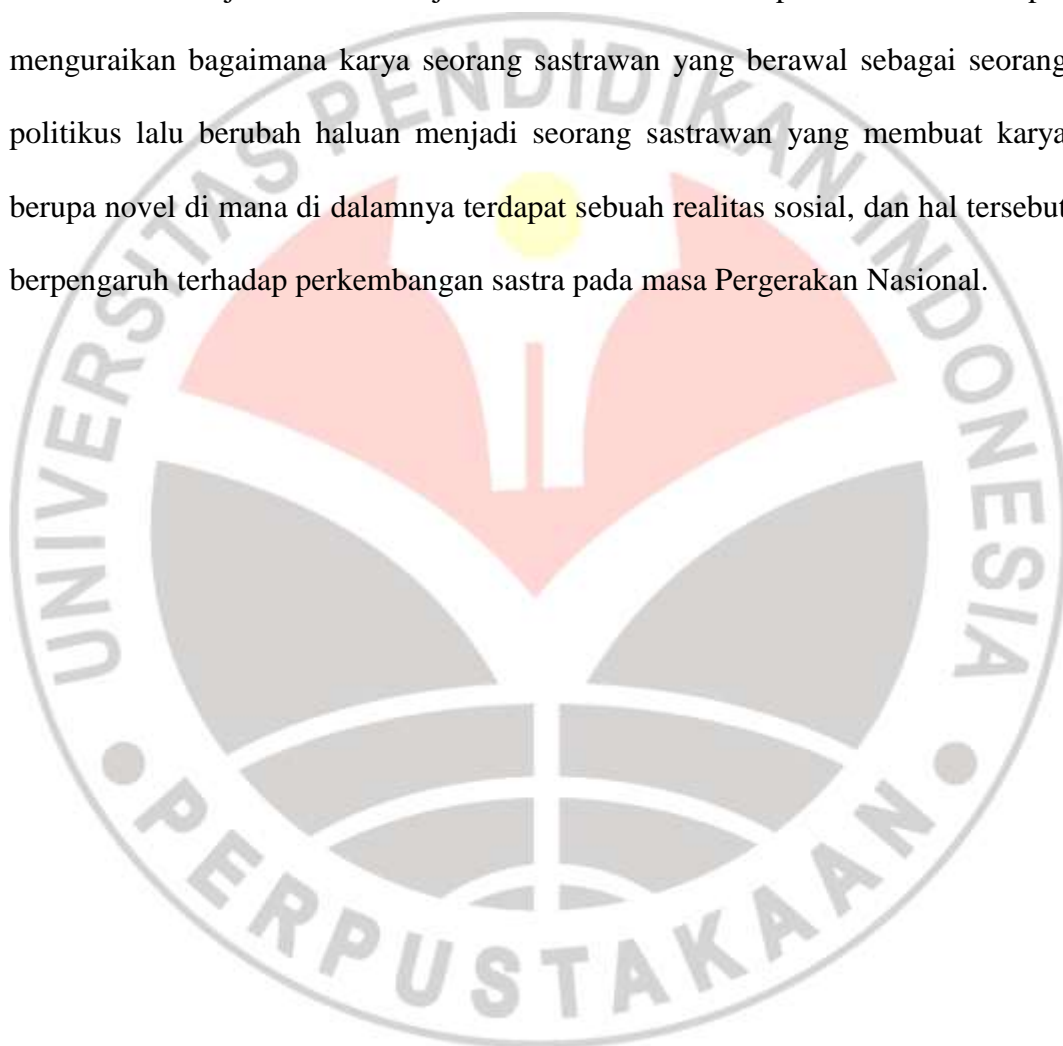 menguraikan bagaimana karya seorang sastrawan yang berawal sebagai seorang
politikus lalu berubah haluan menjadi seorang sastrawan yang membuat karya
berupa novel di mana di dalamnya terdapat sebuah realitas sosial, dan hal tersebut
berpengaruh terhadap perkembangan sastra pada masa Pergerakan Nasional.
UNIVERSITAS PENDIDIKAN INDONESIA
PERPUSTAKAAN